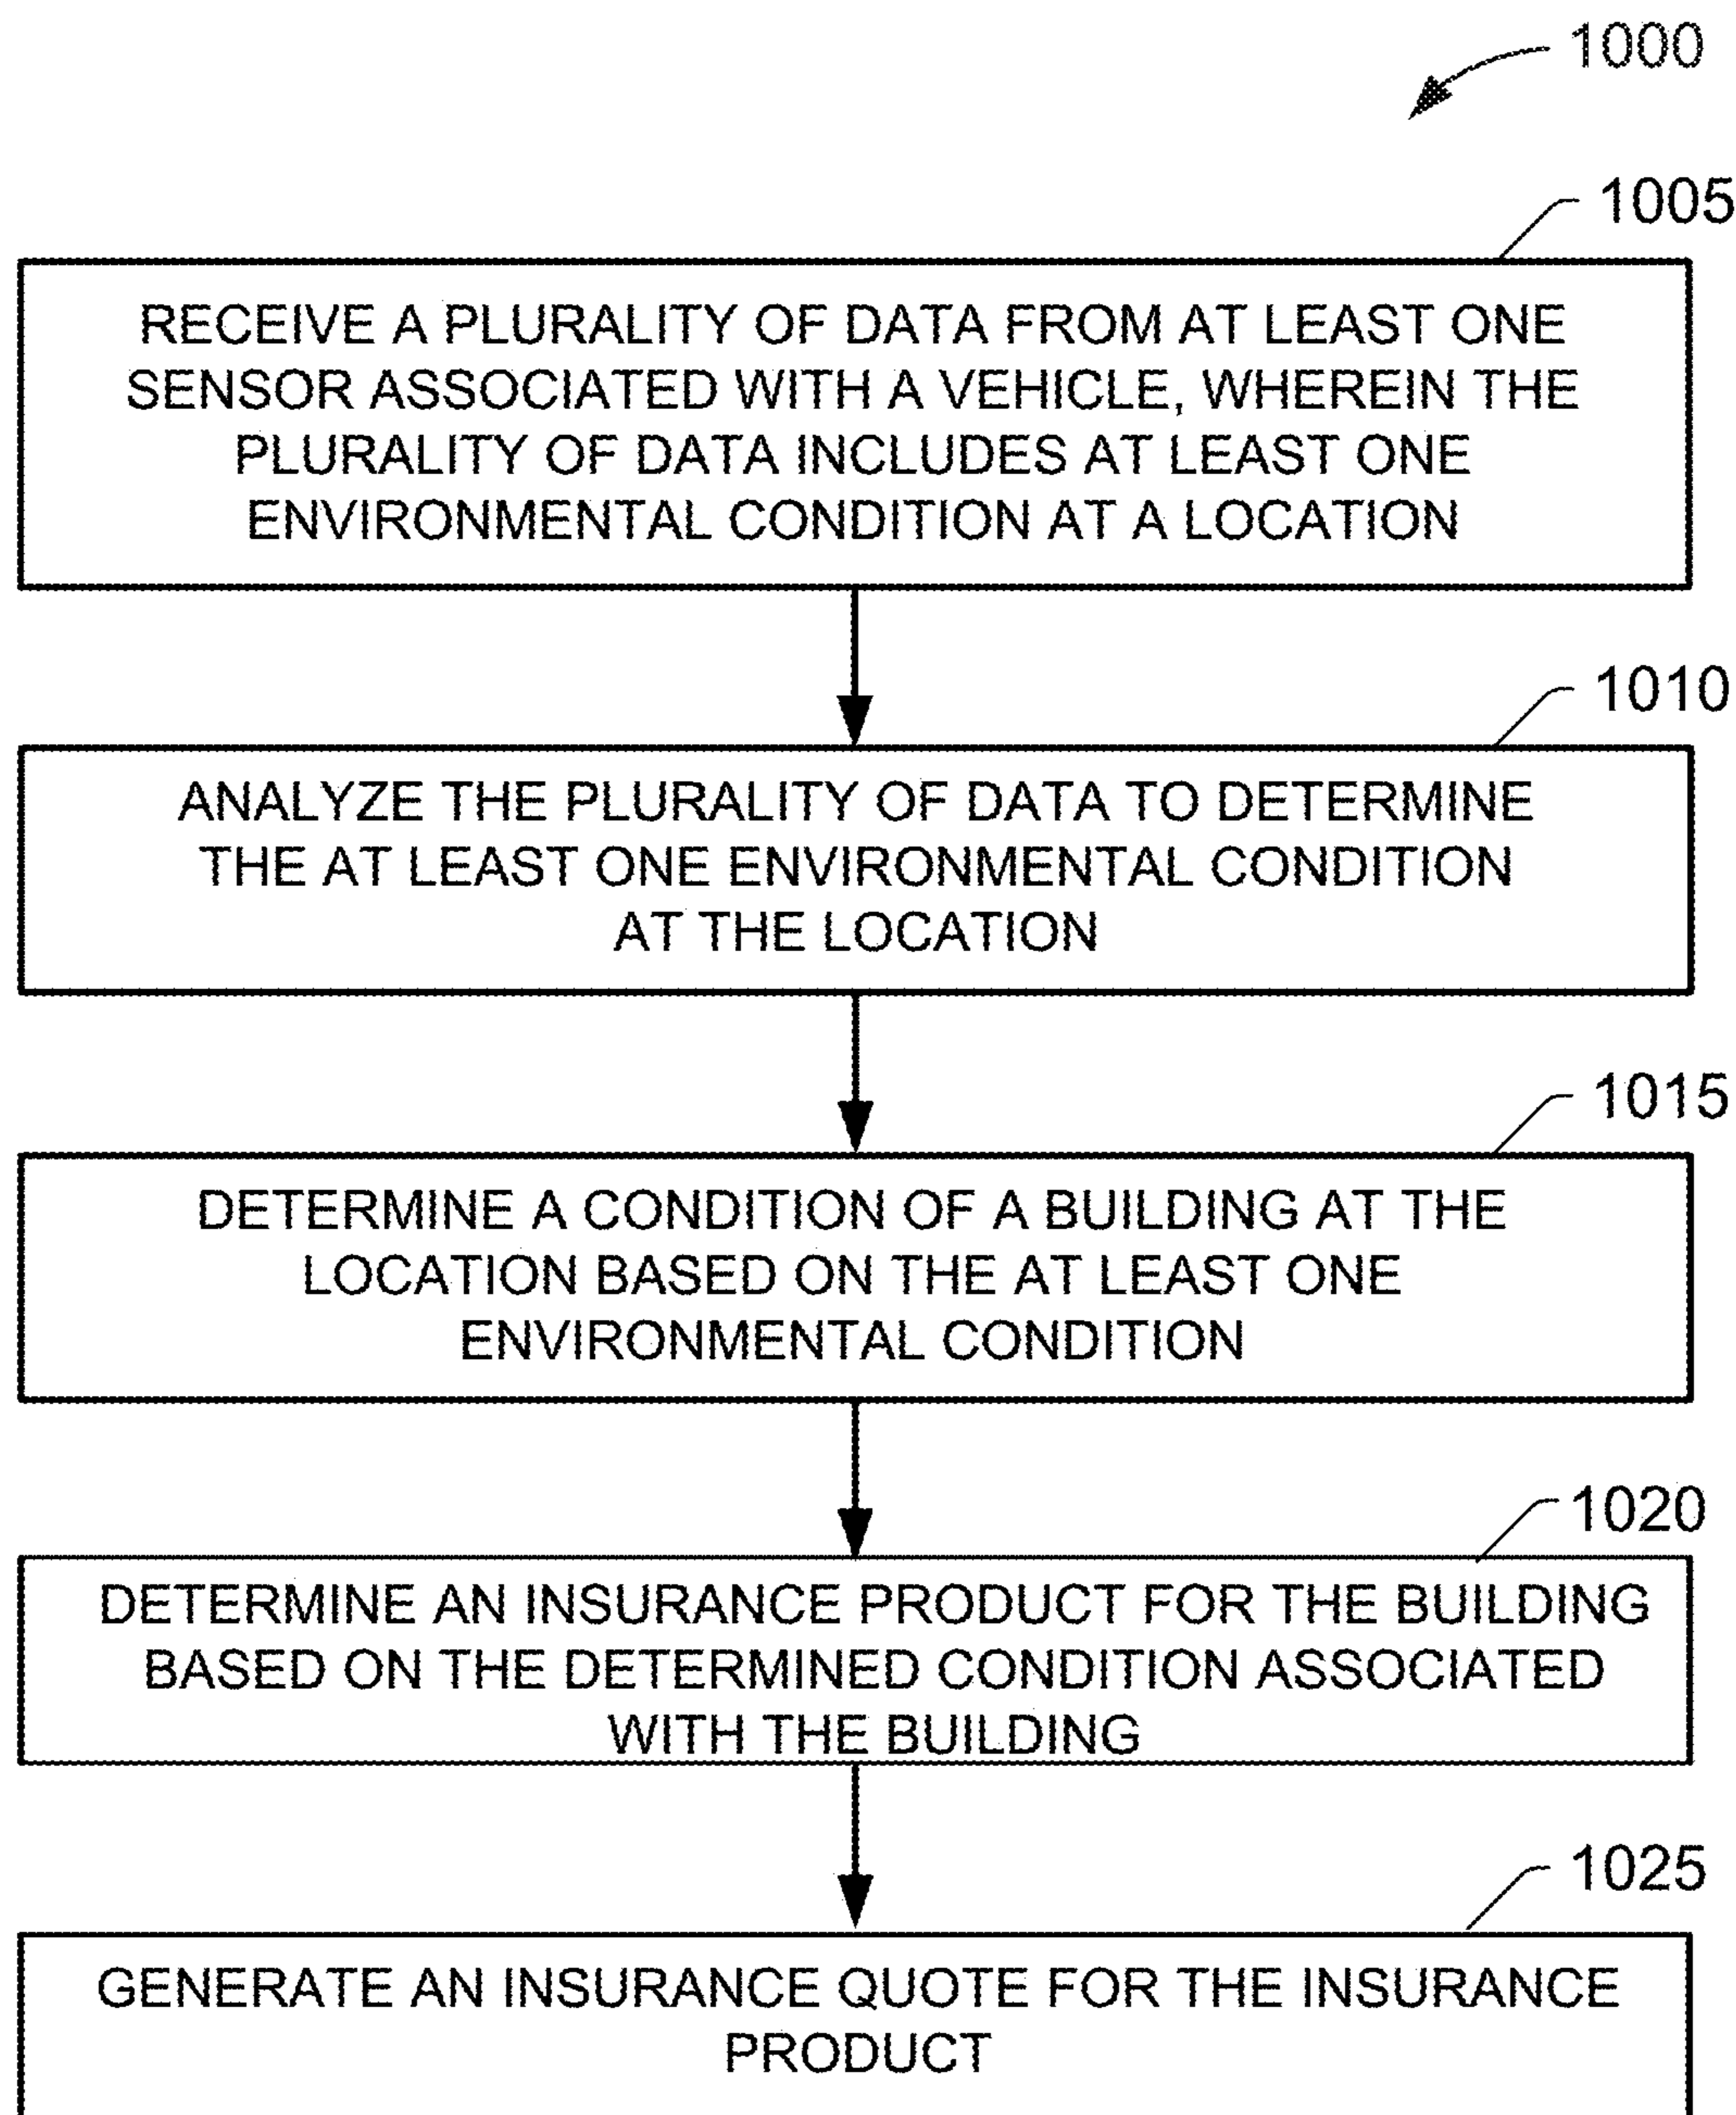 1000
1005
RECEIVE A PLURALITY OF DATA FROM AT LEAST ONE
SENSOR ASSOCIATED WITH A VEHICLE, WHEREIN THE
PLURALITY OF DATA INCLUDES AT LEAST ONE
ENVIRONMENTAL CONDITION AT A LOCATION
1010
ANALYZE THE PLURALITY OF DATA TO DETERMINE
THE AT LEAST ONE ENVIRONMENTAL CONDITION
AT THE LOCATION
1015
DETERMINE A CONDITION OF A BUILDING AT THE
LOCATION BASED ON THE AT LEAST ONE
ENVIRONMENTAL CONDITION
1020
DETERMINE AN INSURANCE PRODUCT FOR THE BUILDING
BASED ON THE DETERMINED CONDITION ASSOCIATED
WITH THE BUILDING
1025
GENERATE AN INSURANCE QUOTE FOR THE INSURANCE
PRODUCT